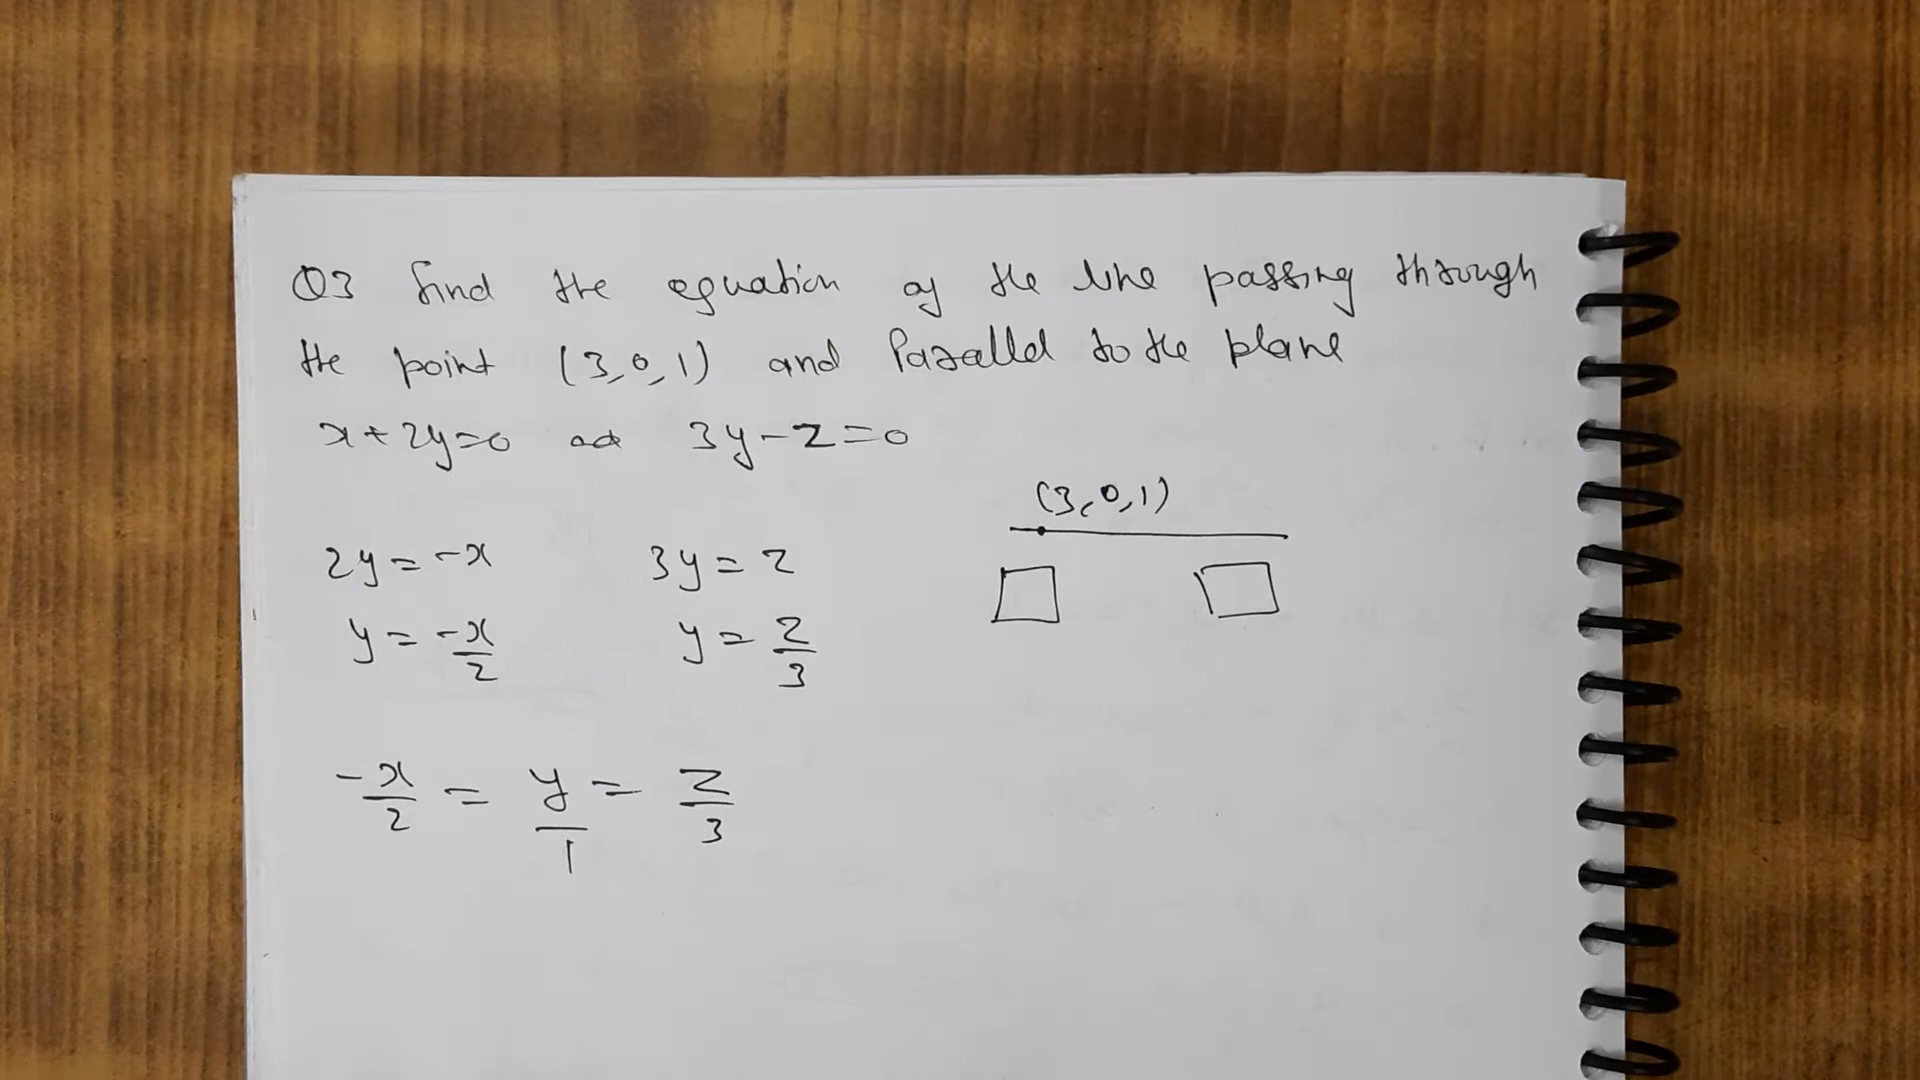 Q3 find the equation of the line passing through
the point (3,0,1) and Parallel to the plane
x+2y=0 and 3y-z=0
(3,0,1)
2y=-x 3y=z
y=-x/2 y=z/3
-x/2 = y/1 = z/3